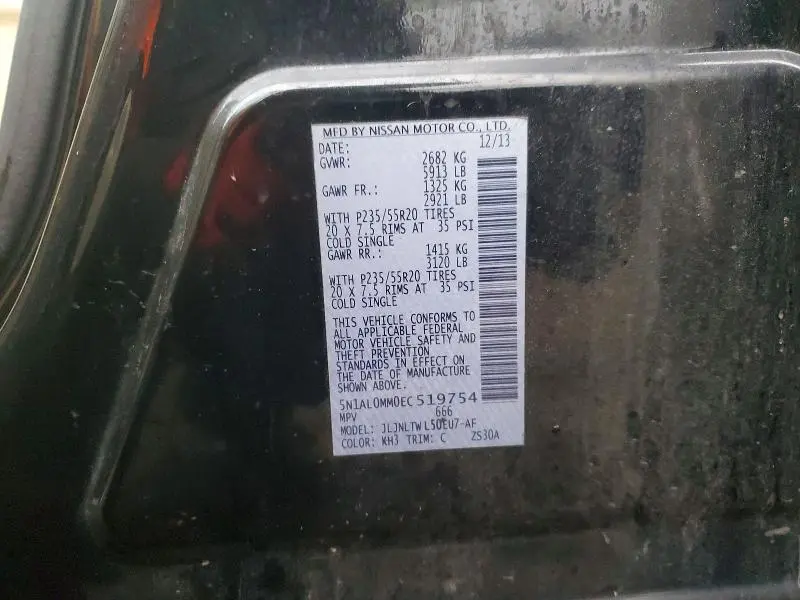 MFD BY NISSAN MOTOR CO., LTD.
DATE: 12/13
GVWR: 2682 KG
5913 LB
GAWR FR.: 1325 KG
2921 LB
WITH P235/55R20 TIRES
20 X 7.5 RIMS AT 35 PSI
COLD SINGLE
GAWR RR.: 1415 KG
3120 LB
WITH P235/55R20 TIRES
20 X 7.5 RIMS AT 35 PSI
COLD SINGLE
THIS VEHICLE CONFORMS TO
ALL APPLICABLE FEDERAL
MOTOR VEHICLE SAFETY AND
THEFT PREVENTION
STANDARDS IN EFFECT ON
THE DATE OF MANUFACTURE
SHOWN ABOVE.
5N1AL0MM0EC519754
MPV 666
MODEL: JLJNLTWL50EU7-AF
COLOR: KH3 TRIM: C ZS30A